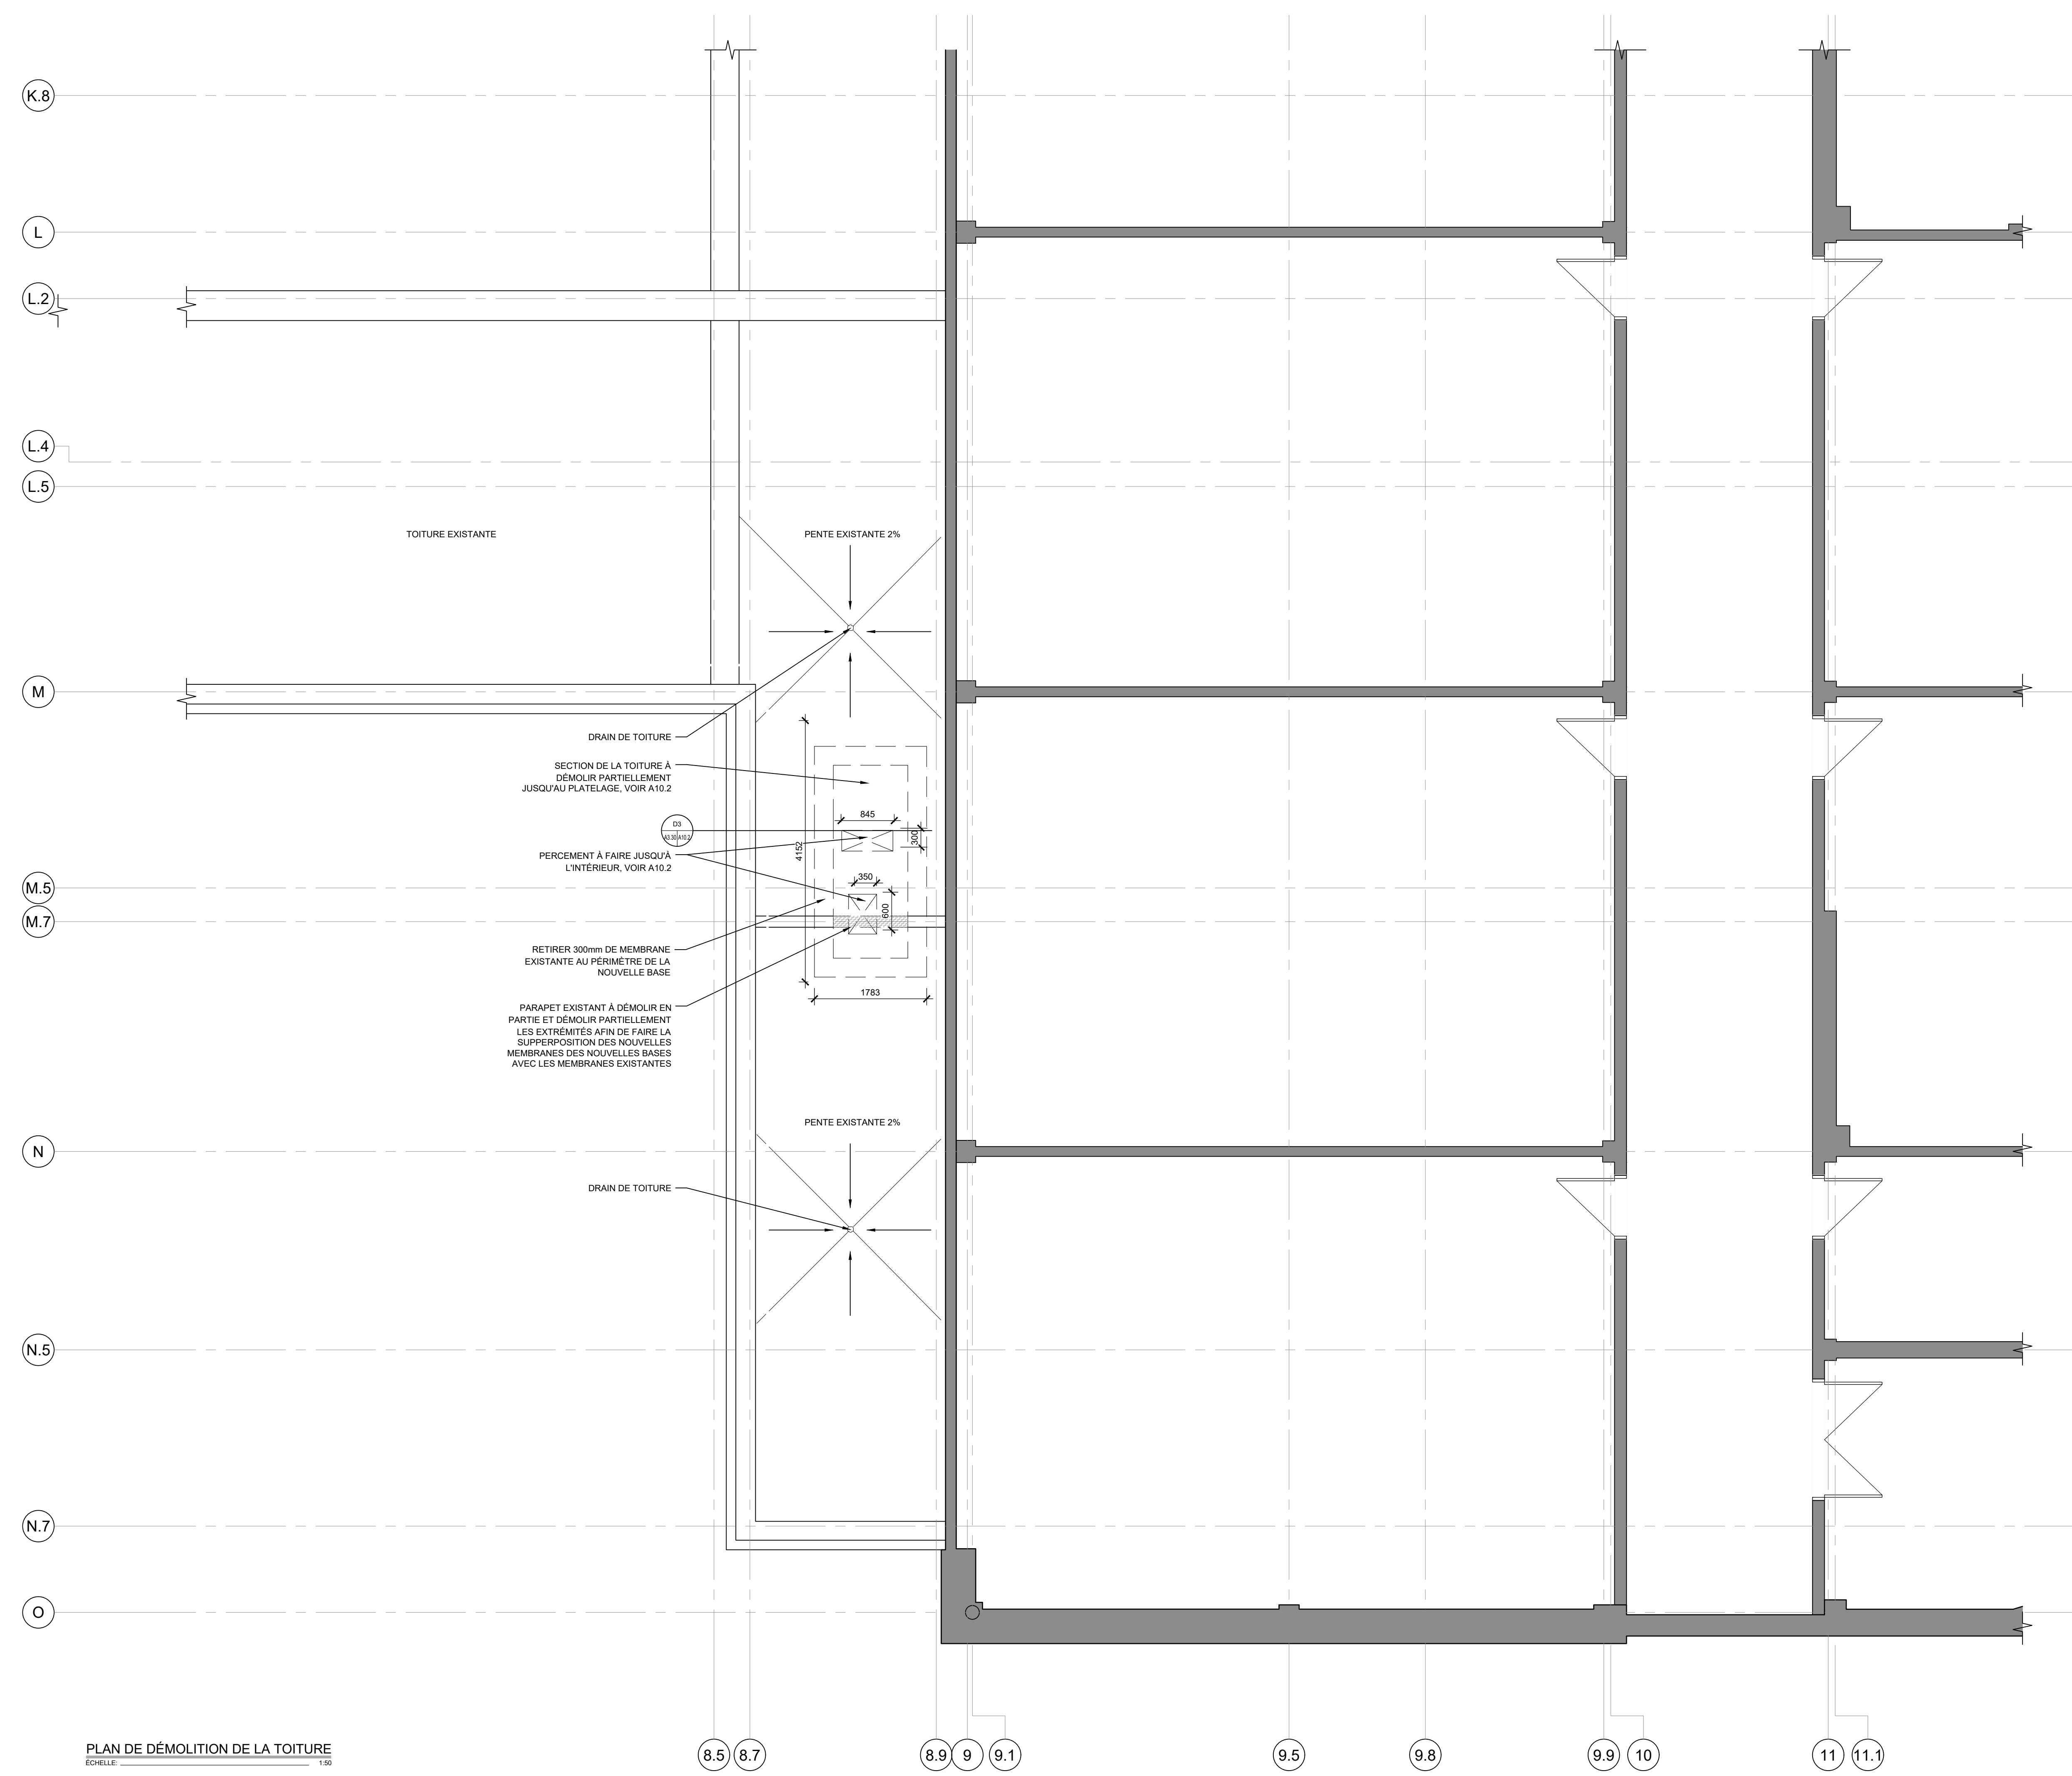 K.8
L
L.2
L.4
L.5
TOITURE EXISTANTE
PENTE EXISTANTE 2%
M
DRAIN DE TOITURE
SECTION DE LA TOITURE À
DÉMOLIR PARTIELLEMENT
JUSQU'AU PLATELAGE, VOIR A10.2
845
D3
A3.30 A10.2
300
4152
PERCEMENT À FAIRE JUSQU'À
L'INTÉRIEUR, VOIR A10.2
350
M.5
600
M.7
RETIRER 300mm DE MEMBRANE
EXISTANTE AU PÉRIMÈTRE DE LA
NOUVELLE BASE
1783
PARAPET EXISTANT À DÉMOLIR EN
PARTIE ET DÉMOLIR PARTIELLEMENT
LES EXTRÉMITÉS AFIN DE FAIRE LA
SUPPERPOSITION DES NOUVELLES
MEMBRANES DES NOUVELLES BASES
AVEC LES MEMBRANES EXISTANTES
PENTE EXISTANTE 2%
N
DRAIN DE TOITURE
N.5
N.7
O
8.5 8.7 8.9 9 9.1 9.5 9.8 9.9 10 11 11.1
PLAN DE DÉMOLITION DE LA TOITURE
ÉCHELLE: 1:50